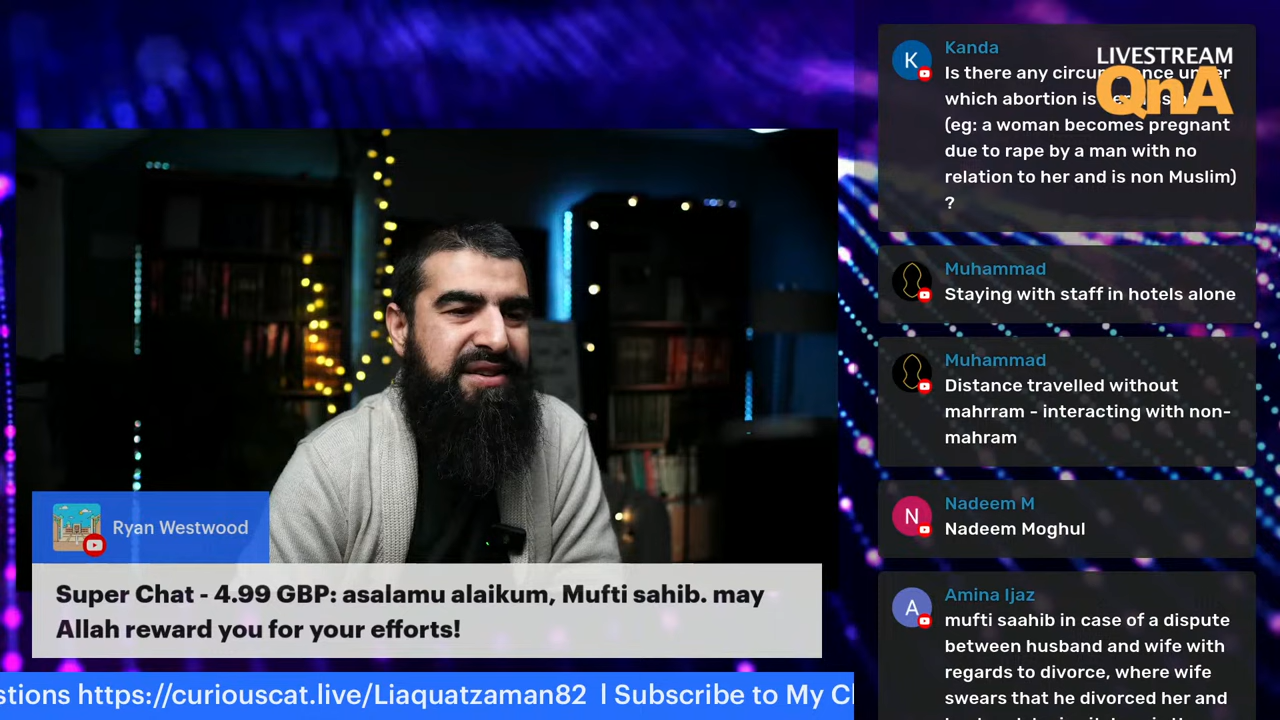 Kanda
Is there any under
which abortion is
(eg: a woman becomes pregnant
due to rape by a man with no
relation to her and is non Muslim)
?
LIVESTREAM
QnA
Muhammad
Staying with staff in hotels alone
Muhammad
Distance travelled without
mahrram - interacting with non-
mahram
N
Nadeem M
Nadeem Moghul
A
Amina Ijaz
mufti saahib in case of a dispute
between husband and wife with
regards to divorce, where wife
swears that he divorced her and
K
Ryan Westwood
Super Chat - 4.99 GBP: asalamu alaikum, Mufti sahib. may
Allah reward you for your efforts!
stions https://curiouscat.live/Liaquatzaman82 | Subscribe to My C